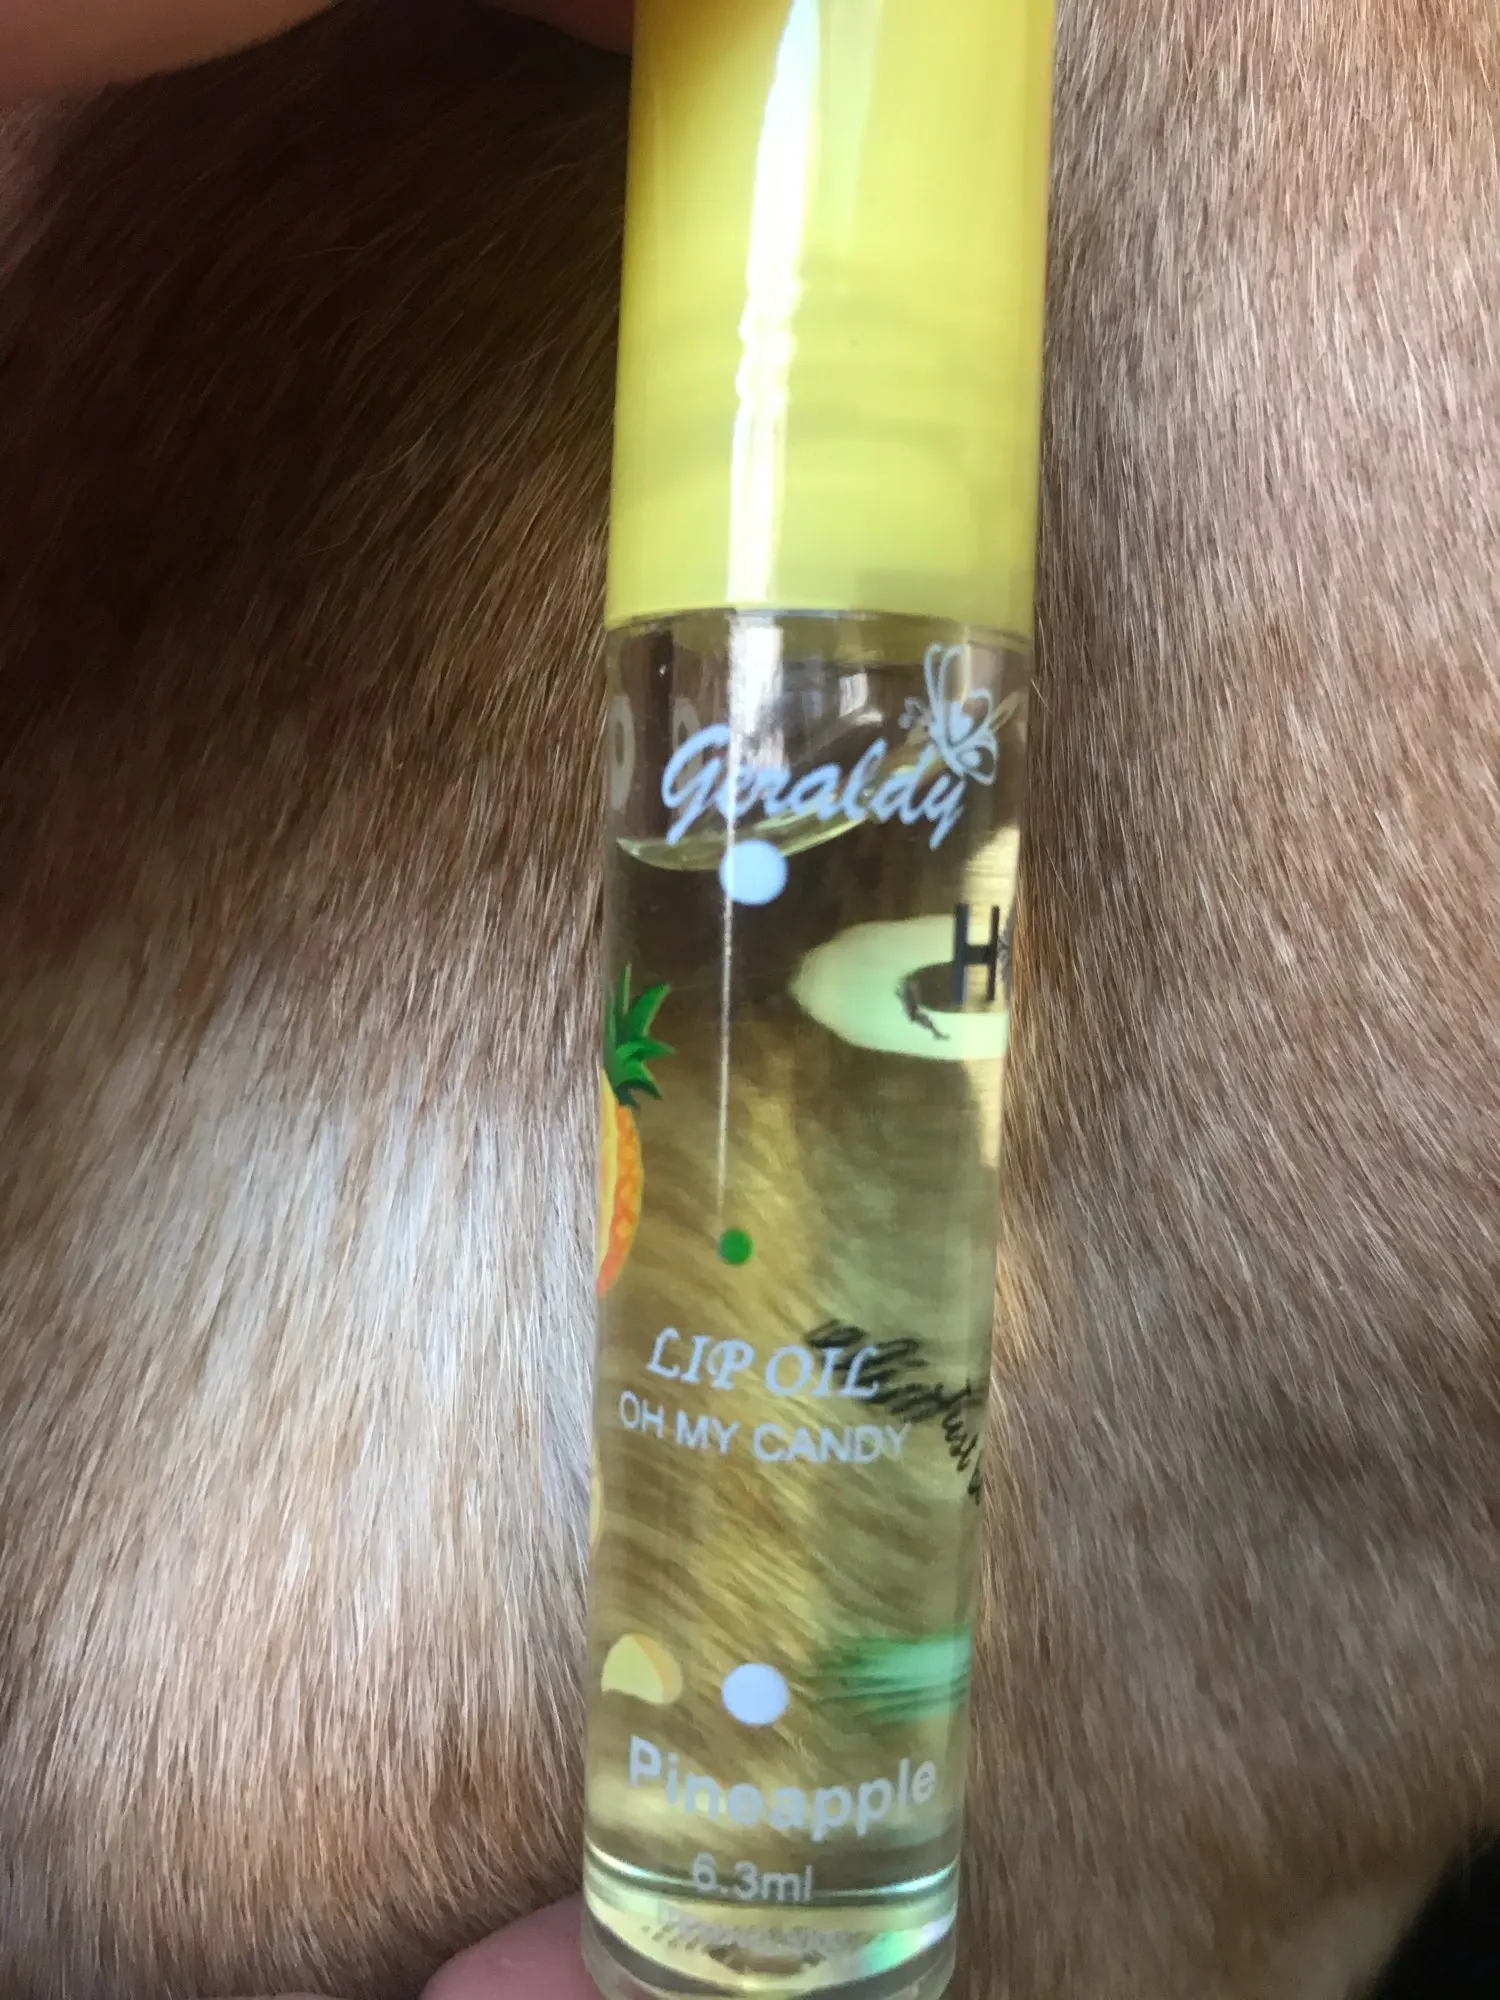 Geraldy
LIP OIL
OH MY CANDY
Pineapple
6.3ml